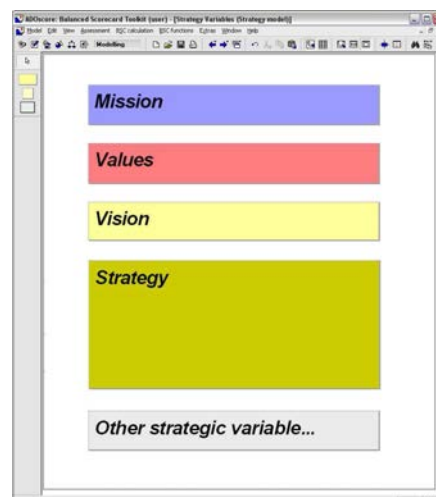 ADOscore: Balanced Scorecard Toolkit (user) - [Strategy Variables (Strategy model)]
Model Edit View Assessment BSC calculation BSC functions Extras Window Help
Modelling
Mission
Values
Vision
Strategy
Other strategic variable...